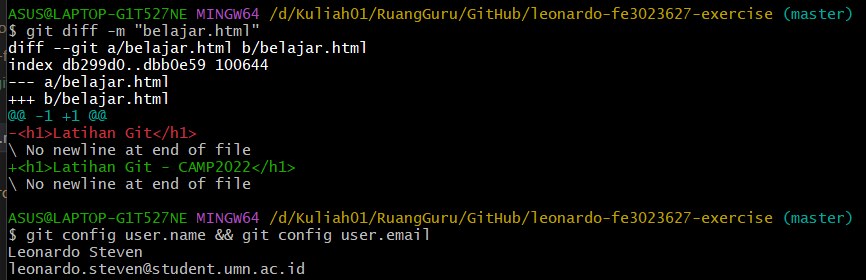 ASUS@LAPTOP-G1T527NE MINGW64 /d/Kuliah01/RuangGuru/GitHub/leonardo-fe3023627-exercise (master)
$ git diff -m "belajar.html"
diff --git a/belajar.html b/belajar.html
index db299d0..dbb0e59 100644
--- a/belajar.html
+++ b/belajar.html
@@ -1 +1 @@
-<h1>Latihan Git</h1>
\ No newline at end of file
+<h1>Latihan Git - CAMP2022</h1>
\ No newline at end of file
ASUS@LAPTOP-G1T527NE MINGW64 /d/Kuliah01/RuangGuru/GitHub/leonardo-fe3023627-exercise (master)
$ git config user.name && git config user.email
Leonardo Steven
leonardo.steven@student.umn.ac.id